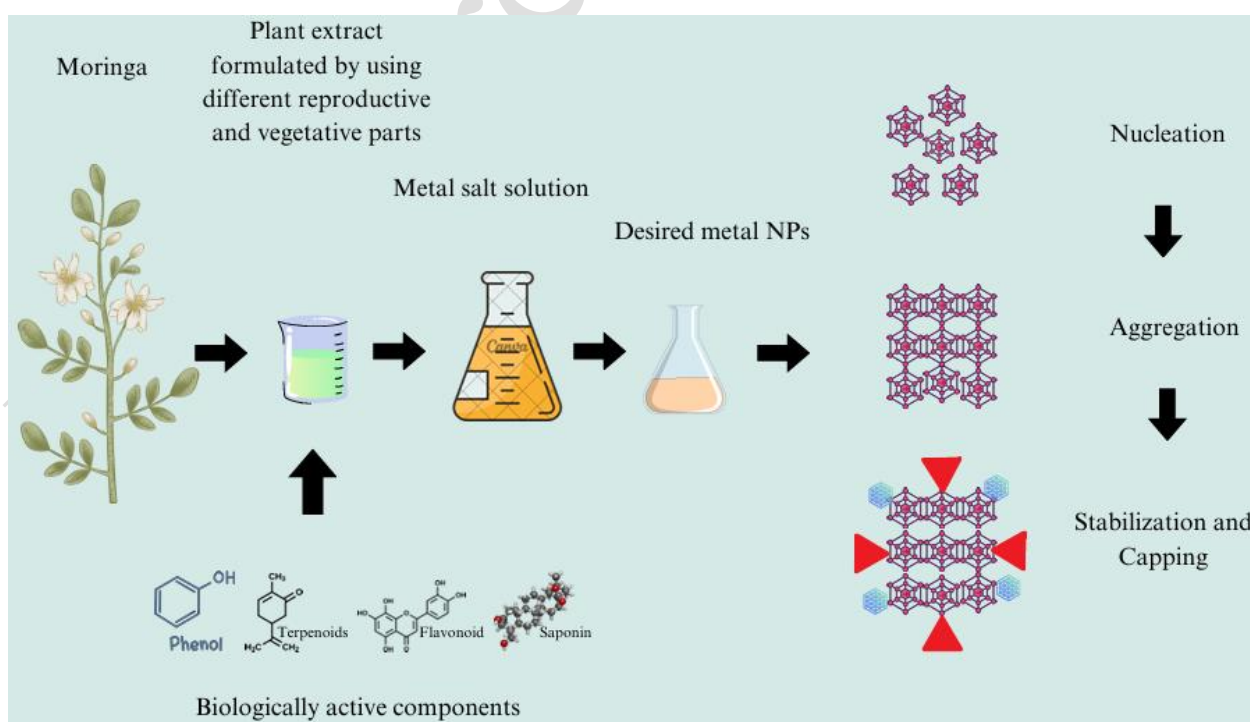 Moringa
Plant extract
formulated by using
different reproductive
and vegetative parts
Metal salt solution
Desired metal NPs
Nucleation
Aggregation
Stabilization and
Capping
Canva
OH
Phenol
CH₃
O
H₂C
CH₂
Terpenoids
OH
OH
OH
HO
OH
O
O
Flavonoid
Saponin
Biologically active components